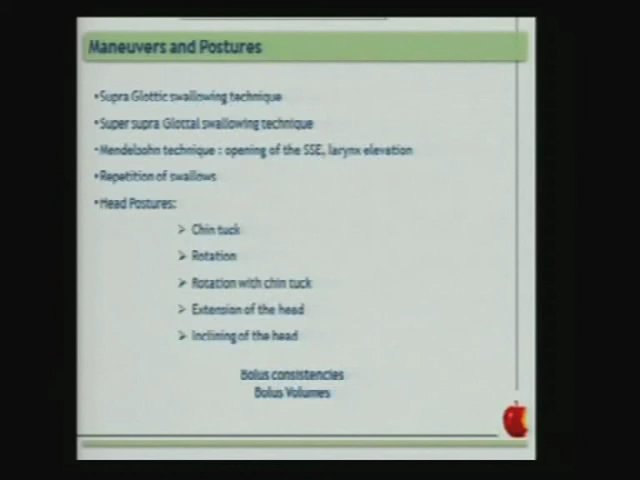 Maneuvers and Postures
•Supra Glottic swallowing technique
•Super supra Glottal swallowing technique
•Mendelsohn technique : opening of the SSE, larynx elevation
•Repetition of swallows
•Head Postures:
➢ Chin tuck
➢ Rotation
➢ Rotation with chin tuck
➢ Extension of the head
➢ Inclining of the head
Bolus consistencies
Bolus Volumes